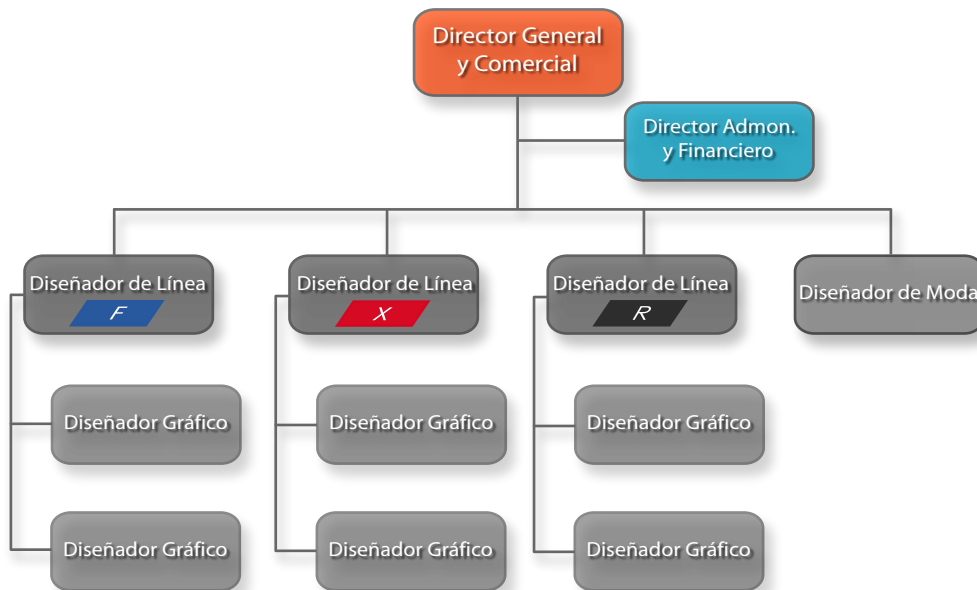 Director General
y Comercial
Director Admon.
y Financiero
Diseñador de Línea
F
Diseñador de Línea
X
Diseñador de Línea
R
Diseñador de Moda
Diseñador Gráfico
Diseñador Gráfico
Diseñador Gráfico
Diseñador Gráfico
Diseñador Gráfico
Diseñador Gráfico